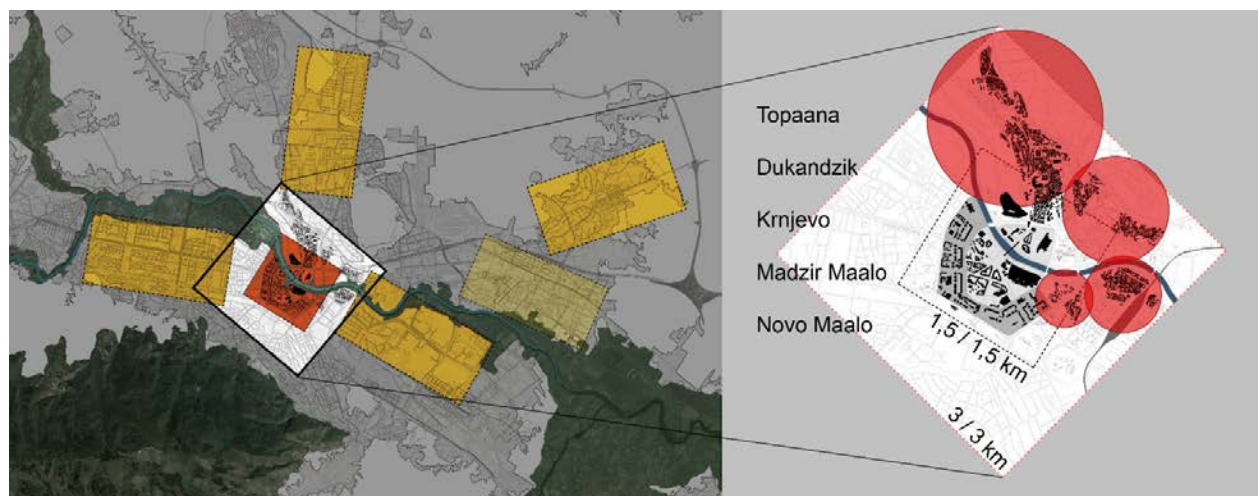 Topaana
Dukandzik
Krnjevo
Madzir Maalo
Novo Maalo
1,5 / 1,5 km
3 / 3 km